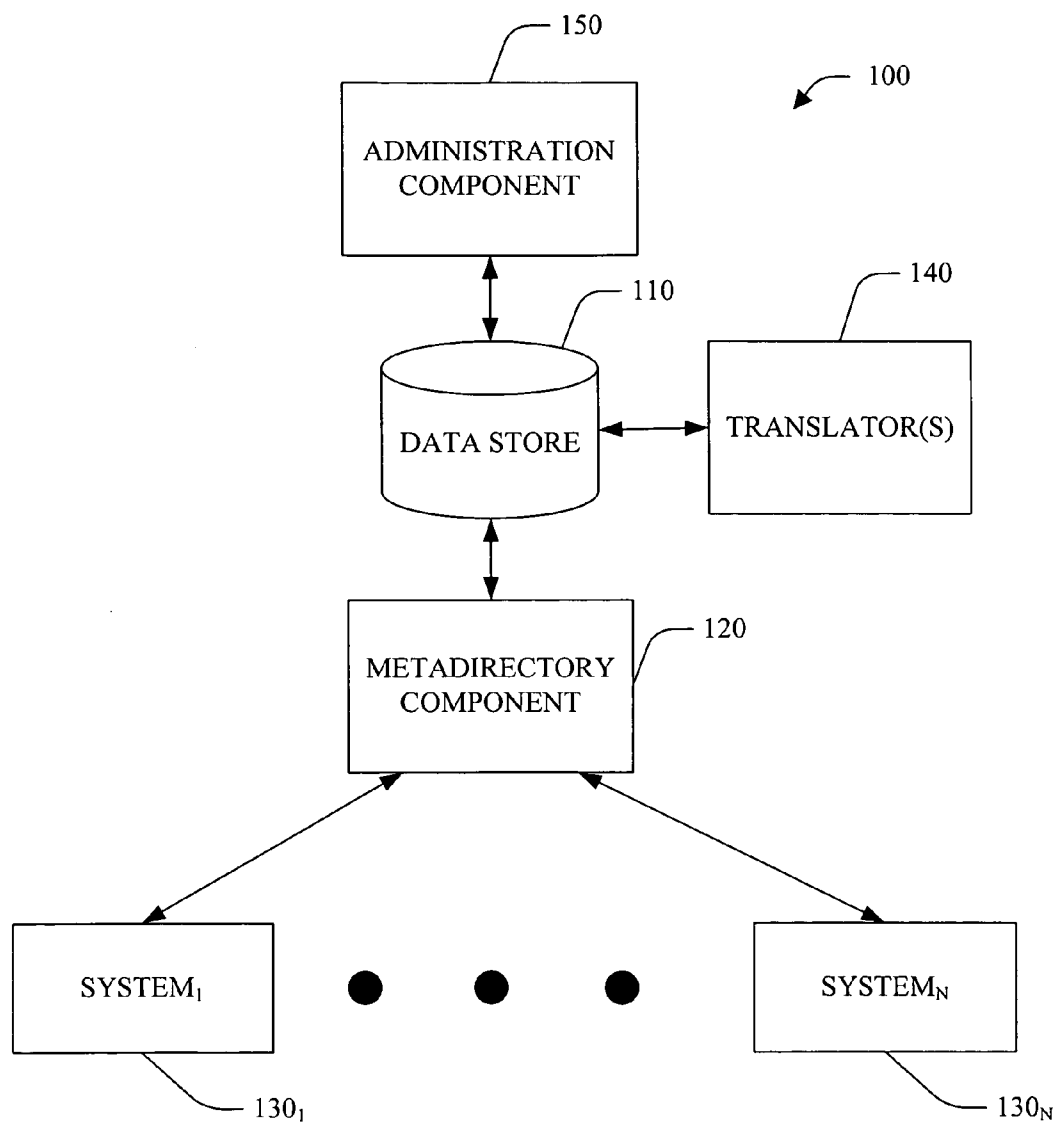 150
100
ADMINISTRATION
COMPONENT
110
140
DATA STORE
TRANSLATOR(S)
120
METADIRECTORY
COMPONENT
SYSTEM₁
SYSTEMN
130₁
130N